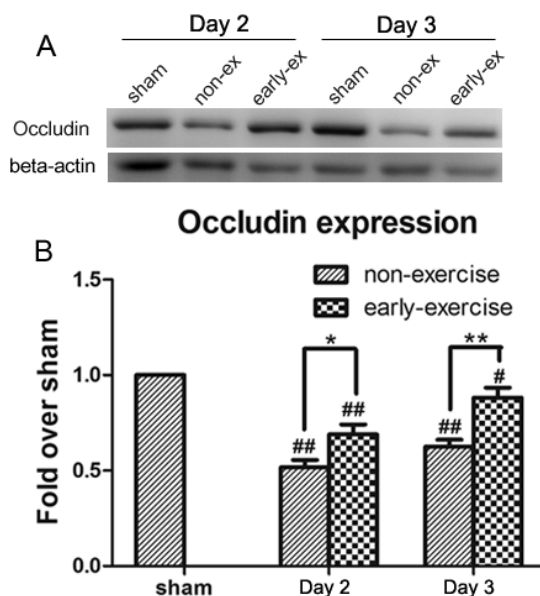 A
Day 2 Day 3
sham non-ex early-ex sham non-ex early-ex
Occludin
beta-actin
Occludin expression
B
non-exercise
early-exercise
Fold over sham
1.5
1.0
0.5
0.0
* **
## ## ## #
sham Day 2 Day 3